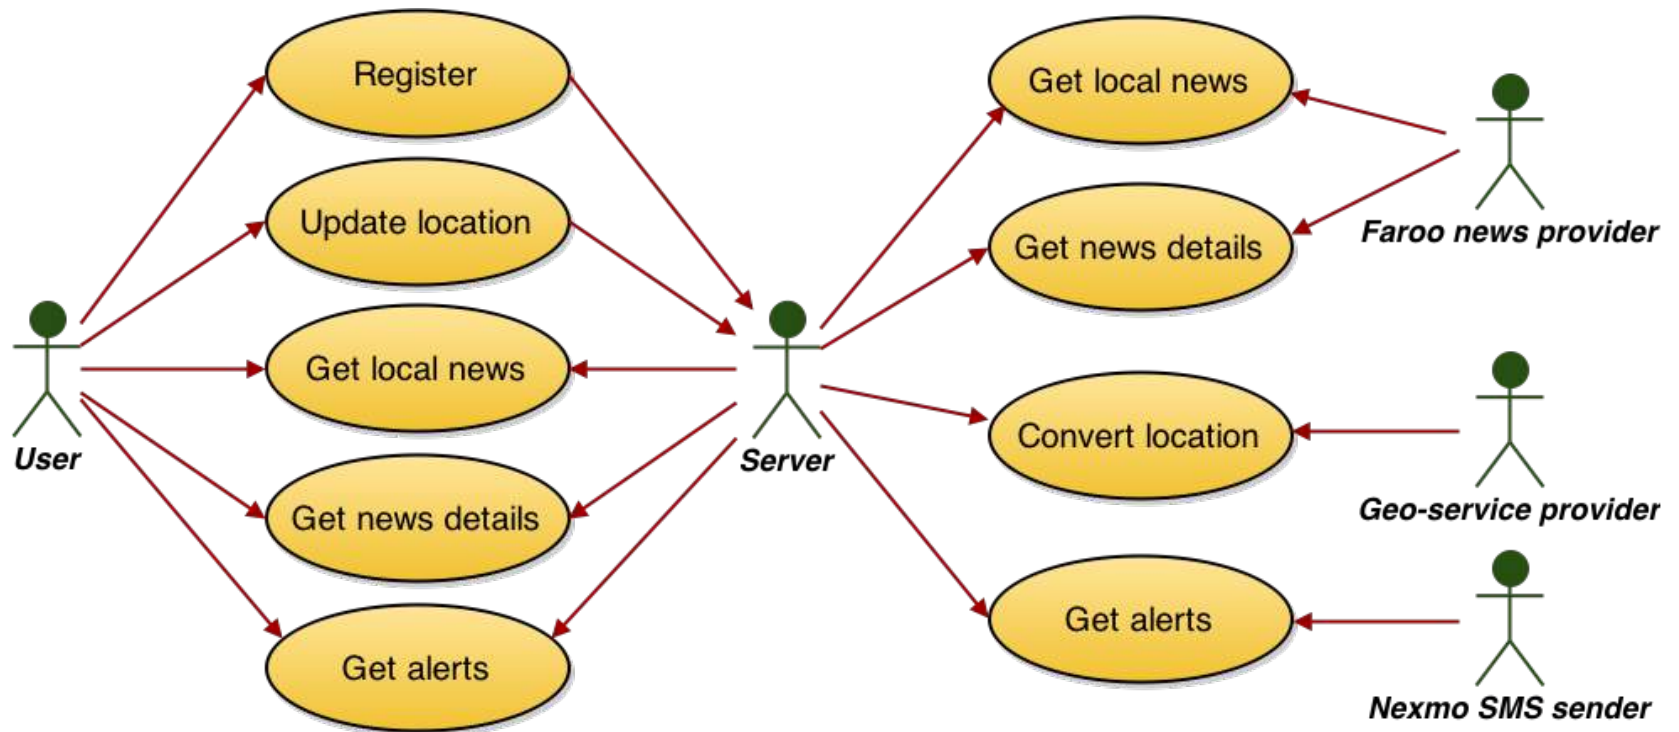 Register
Update location
Get local news
Get news details
Get alerts
User
Server
Get local news
Get news details
Convert location
Get alerts
Faroo news provider
Geo-service provider
Nexmo SMS sender